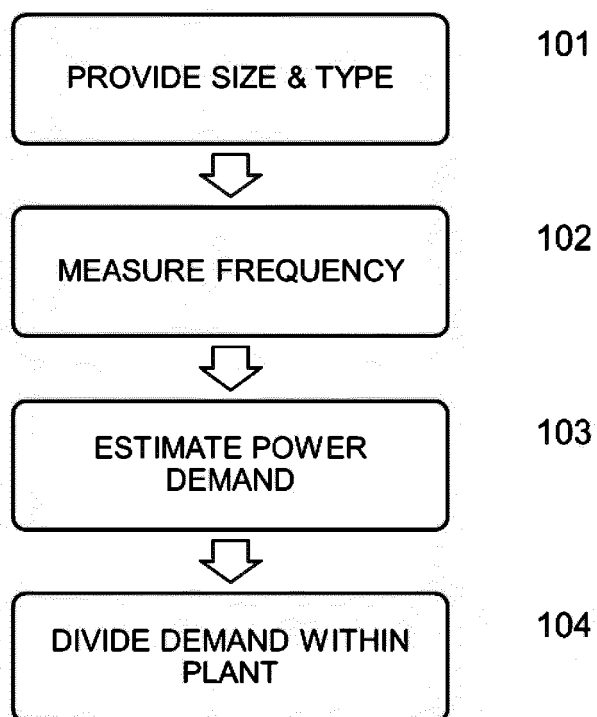 PROVIDE SIZE & TYPE
101
MEASURE FREQUENCY
102
ESTIMATE POWER
DEMAND
103
DIVIDE DEMAND WITHIN
PLANT
104